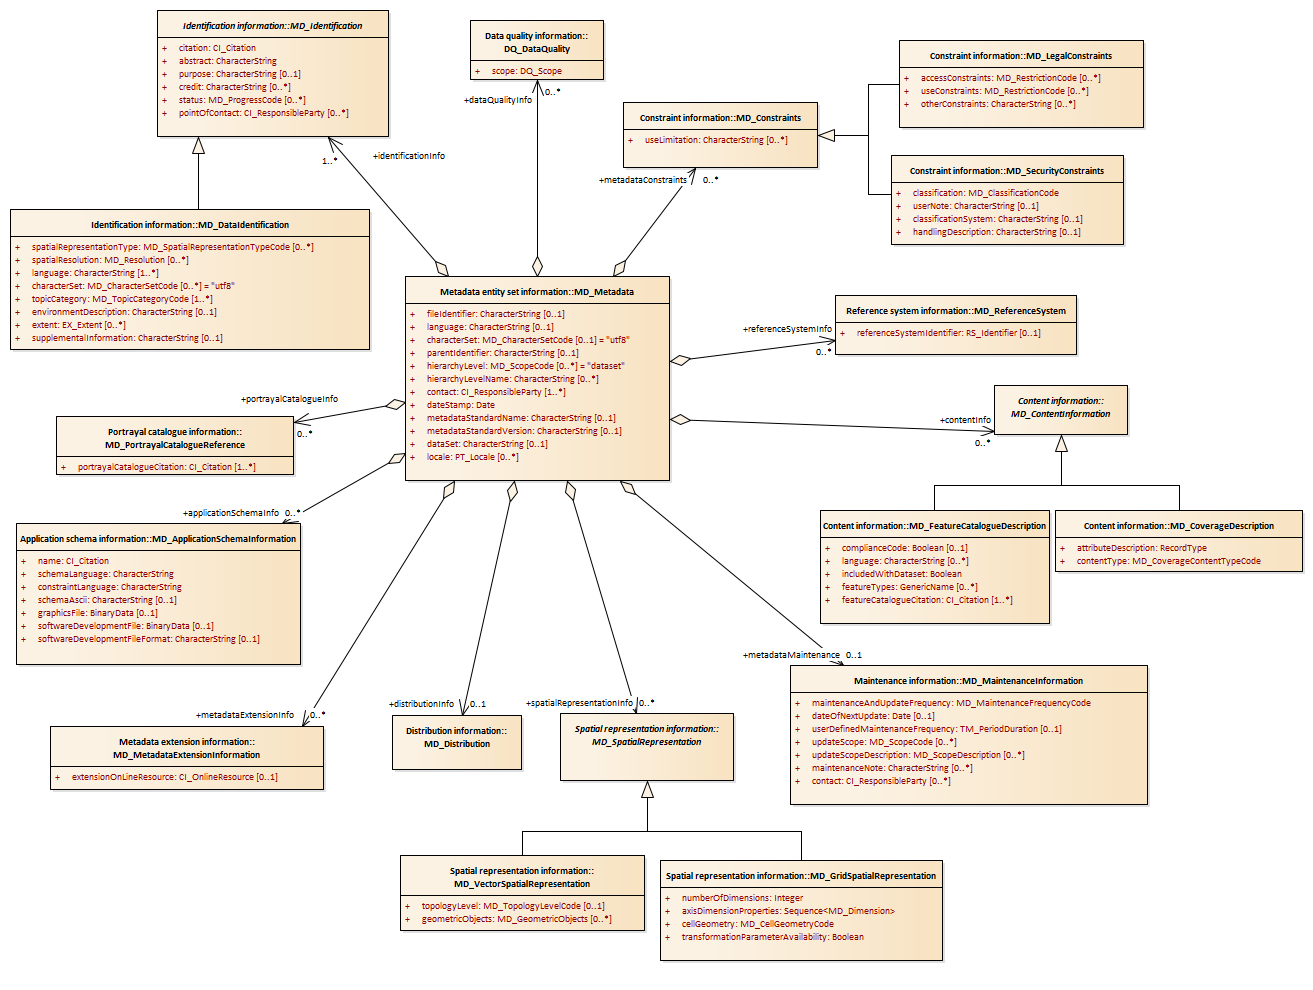 Identification information::MD_Identification
+ citation: CI_Citation
+ abstract: CharacterString
+ purpose: CharacterString [0..1]
+ credit: CharacterString [0..*]
+ status: MD_ProgressCode [0..*]
+ pointOfContact: CI_ResponsibleParty [0..*]
Data quality information::
DQ_DataQuality
+ scope: DQ_Scope
+dataQualityInfo
0..*
Constraint information::MD_LegalConstraints
+ accessConstraints: MD_RestrictionCode [0..*]
+ useConstraints: MD_RestrictionCode [0..*]
+ otherConstraints: CharacterString [0..*]
Constraint information::MD_Constraints
+ useLimitation: CharacterString [0..*]
+metadataConstraints
0..*
Constraint information::MD_SecurityConstraints
+ classification: MD_ClassificationCode
+ userNote: CharacterString [0..1]
+ classificationSystem: CharacterString [0..1]
+ handlingDescription: CharacterString [0..1]
1..*
+identificationInfo
Identification information::MD_DataIdentification
+ spatialRepresentationType: MD_SpatialRepresentationTypeCode [0..*]
+ spatialResolution: MD_Resolution [0..*]
+ language: CharacterString [1..*]
+ characterSet: MD_CharacterSetCode [0..*] = "utf8"
+ topicCategory: MD_TopicCategoryCode [1..*]
+ environmentDescription: CharacterString [0..1]
+ extent: EX_Extent [0..*]
+ supplementalInformation: CharacterString [0..1]
Metadata entity set information::MD_Metadata
+ fileIdentifier: CharacterString [0..1]
+ language: CharacterString [0..1]
+ characterSet: MD_CharacterSetCode [0..1] = "utf8"
+ parentIdentifier: CharacterString [0..1]
+ hierarchyLevel: MD_ScopeCode [0..*] = "dataset"
+ hierarchyLevelName: CharacterString [0..*]
+ contact: CI_ResponsibleParty [1..*]
+ dateStamp: Date
+ metadataStandardName: CharacterString [0..1]
+ metadataStandardVersion: CharacterString [0..1]
+ dataSet: CharacterString [0..1]
+ locale: PT_Locale [0..*]
+referenceSystemInfo
0..*
Reference system information::MD_ReferenceSystem
+ referenceSystemIdentifier: RS_Identifier [0..1]
+contentInfo
0..*
Content information::
MD_ContentInformation
+portrayalCatalogueInfo
0..*
Portrayal catalogue information::
MD_PortrayalCatalogueReference
+ portrayalCatalogueCitation: CI_Citation [1..*]
+applicationSchemaInfo
0..*
Application schema information::MD_ApplicationSchemaInformation
+ name: CI_Citation
+ schemaLanguage: CharacterString
+ constraintLanguage: CharacterString
+ schemaAscii: CharacterString [0..1]
+ graphicsFile: BinaryData [0..1]
+ softwareDevelopmentFile: BinaryData [0..1]
+ softwareDevelopmentFileFormat: CharacterString [0..1]
Content information::MD_FeatureCatalogueDescription
+ complianceCode: Boolean [0..1]
+ language: CharacterString [0..*]
+ includedWithDataset: Boolean
+ featureTypes: GenericName [0..*]
+ featureCatalogueCitation: CI_Citation [1..*]
Content information::MD_CoverageDescription
+ attributeDescription: RecordType
+ contentType: MD_CoverageContentTypeCode
+metadataMaintenance
0..1
Maintenance information::MD_MaintenanceInformation
+ maintenanceAndUpdateFrequency: MD_MaintenanceFrequencyCode
+ dateOfNextUpdate: Date [0..1]
+ userDefinedMaintenanceFrequency: TM_PeriodDuration [0..1]
+ updateScope: MD_ScopeCode [0..*]
+ updateScopeDescription: MD_ScopeDescription [0..*]
+ maintenanceNote: CharacterString [0..*]
+ contact: CI_ResponsibleParty [0..*]
+metadataExtensionInfo
0..*
Metadata extension information::
MD_MetadataExtensionInformation
+ extensionOnLineResource: CI_OnlineResource [0..1]
+distributionInfo
0..1
Distribution information::
MD_Distribution
+spatialRepresentationInfo
0..*
Spatial representation information::
MD_SpatialRepresentation
Spatial representation information::
MD_VectorSpatialRepresentation
+ topologyLevel: MD_TopologyLevelCode [0..1]
+ geometricObjects: MD_GeometricObjects [0..*]
Spatial representation information::MD_GridSpatialRepresentation
+ numberOfDimensions: Integer
+ axisDimensionProperties: Sequence<MD_Dimension>
+ cellGeometry: MD_CellGeometryCode
+ transformationParameterAvailability: Boolean